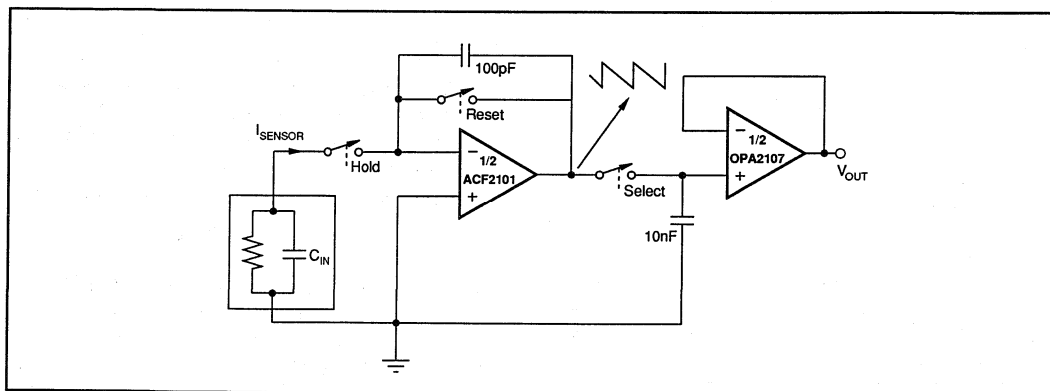 100pF
Reset
I_SENSOR
Hold
−
1/2
ACF2101
+
Select
−
1/2
OPA2107
+
V_OUT
10nF
C_IN